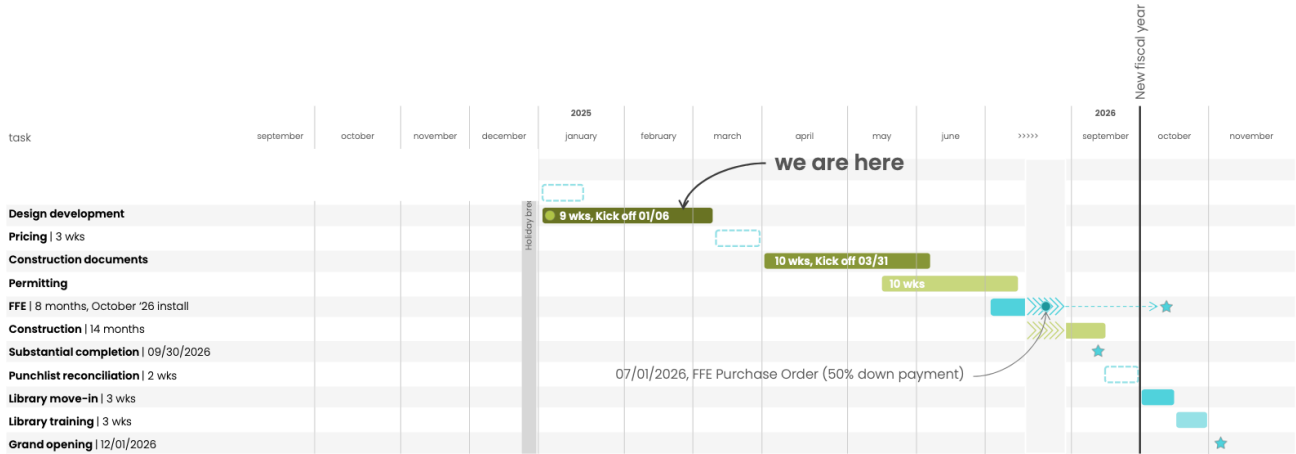 New fiscal year
2025
2026
task
september
october
november
december
january
february
march
april
may
june
>>>>>
september
october
november
we are here
Holiday bre
Design development
9 wks, Kick off 01/06
Pricing | 3 wks
Construction documents
10 wks, Kick off 03/31
Permitting
10 wks
FFE | 8 months, October ‘26 install
Construction | 14 months
Substantial completion | 09/30/2026
Punchlist reconciliation | 2 wks
07/01/2026, FFE Purchase Order (50% down payment)
Library move-in | 3 wks
Library training | 3 wks
Grand opening | 12/01/2026